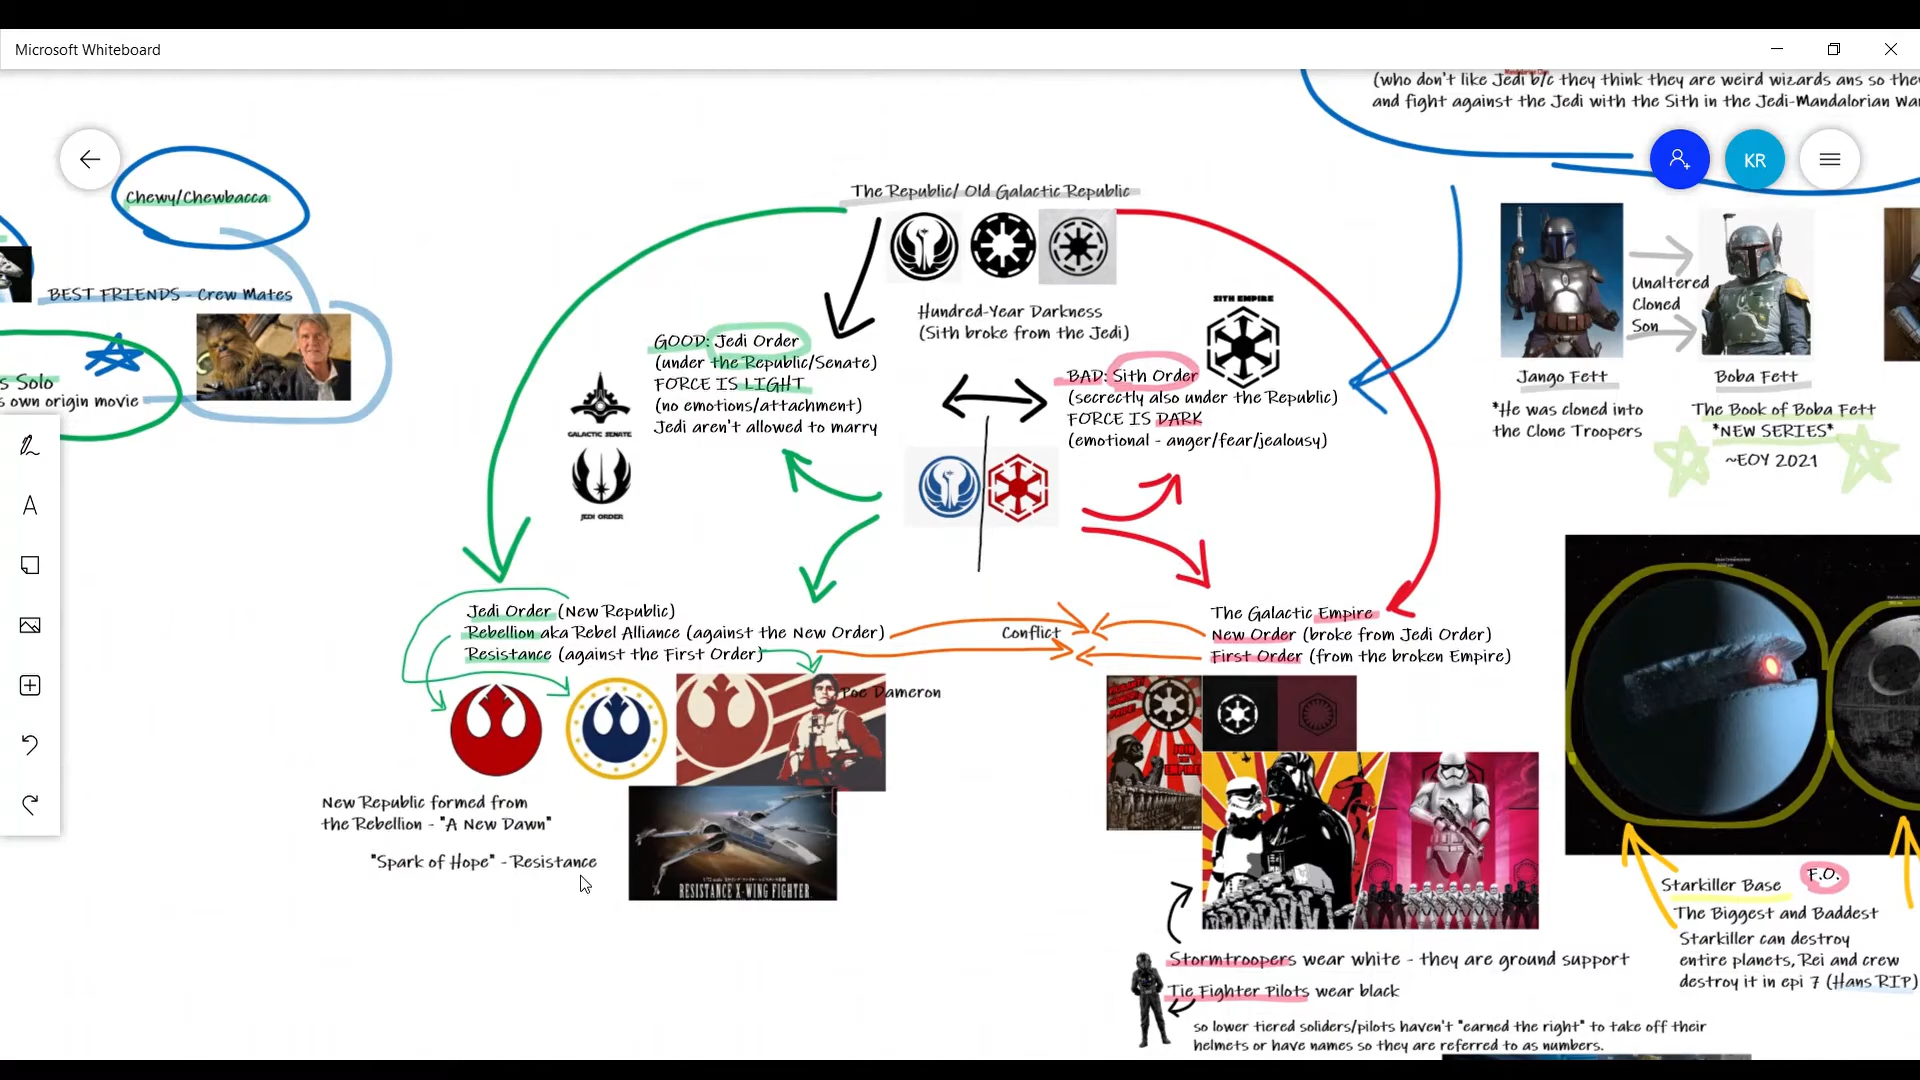 Microsoft Whiteboard
(who don't like Jedi b/c they think they are weird wizards ans so the
and fight against the Jedi with the Sith in the Jedi-Mandalorian Wa
KR
Chewy/Chewbacca
BEST FRIENDS - Crew Mates
s Solo
s own origin movie
The Republic/ Old Galactic Republic
Hundred-Year Darkness
(Sith broke from the Jedi)
SITH EMPIRE
GOOD: Jedi Order
(under the Republic/Senate)
FORCE IS LIGHT
(no emotions/attachment)
Jedi aren't allowed to marry
GALACTIC SENATE
JEDI ORDER
BAD: Sith Order
(secrectly also under the Republic)
FORCE IS DARK
(emotional - anger/fear/jealousy)
Unaltered
Cloned
Son
Jango Fett
*He was cloned into
the Clone Troopers
Boba Fett
The Book of Boba Fett
*NEW SERIES*
~EOY 2021
Jedi Order (New Republic)
Rebellion aka Rebel Alliance (against the New Order)
Resistance (against the First Order)
Conflict
The Galactic Empire
New Order (broke from Jedi Order)
First Order (from the broken Empire)
Poe Dameron
JOIN
EMPIRE
New Republic formed from
the Rebellion - "A New Dawn"
"Spark of Hope" - Resistance
RESISTANCE X-WING FIGHTER
Starkiller Base
F.O.
The Biggest and Baddest
Starkiller can destroy
entire planets, Rei and crew
destroy it in epi 7 (Hans RIP)
Stormtroopers wear white - they are ground support
Tie Fighter Pilots wear black
so lower tiered soliders/pilots haven't "earned the right" to take off their
helmets or have names so they are referred to as numbers.